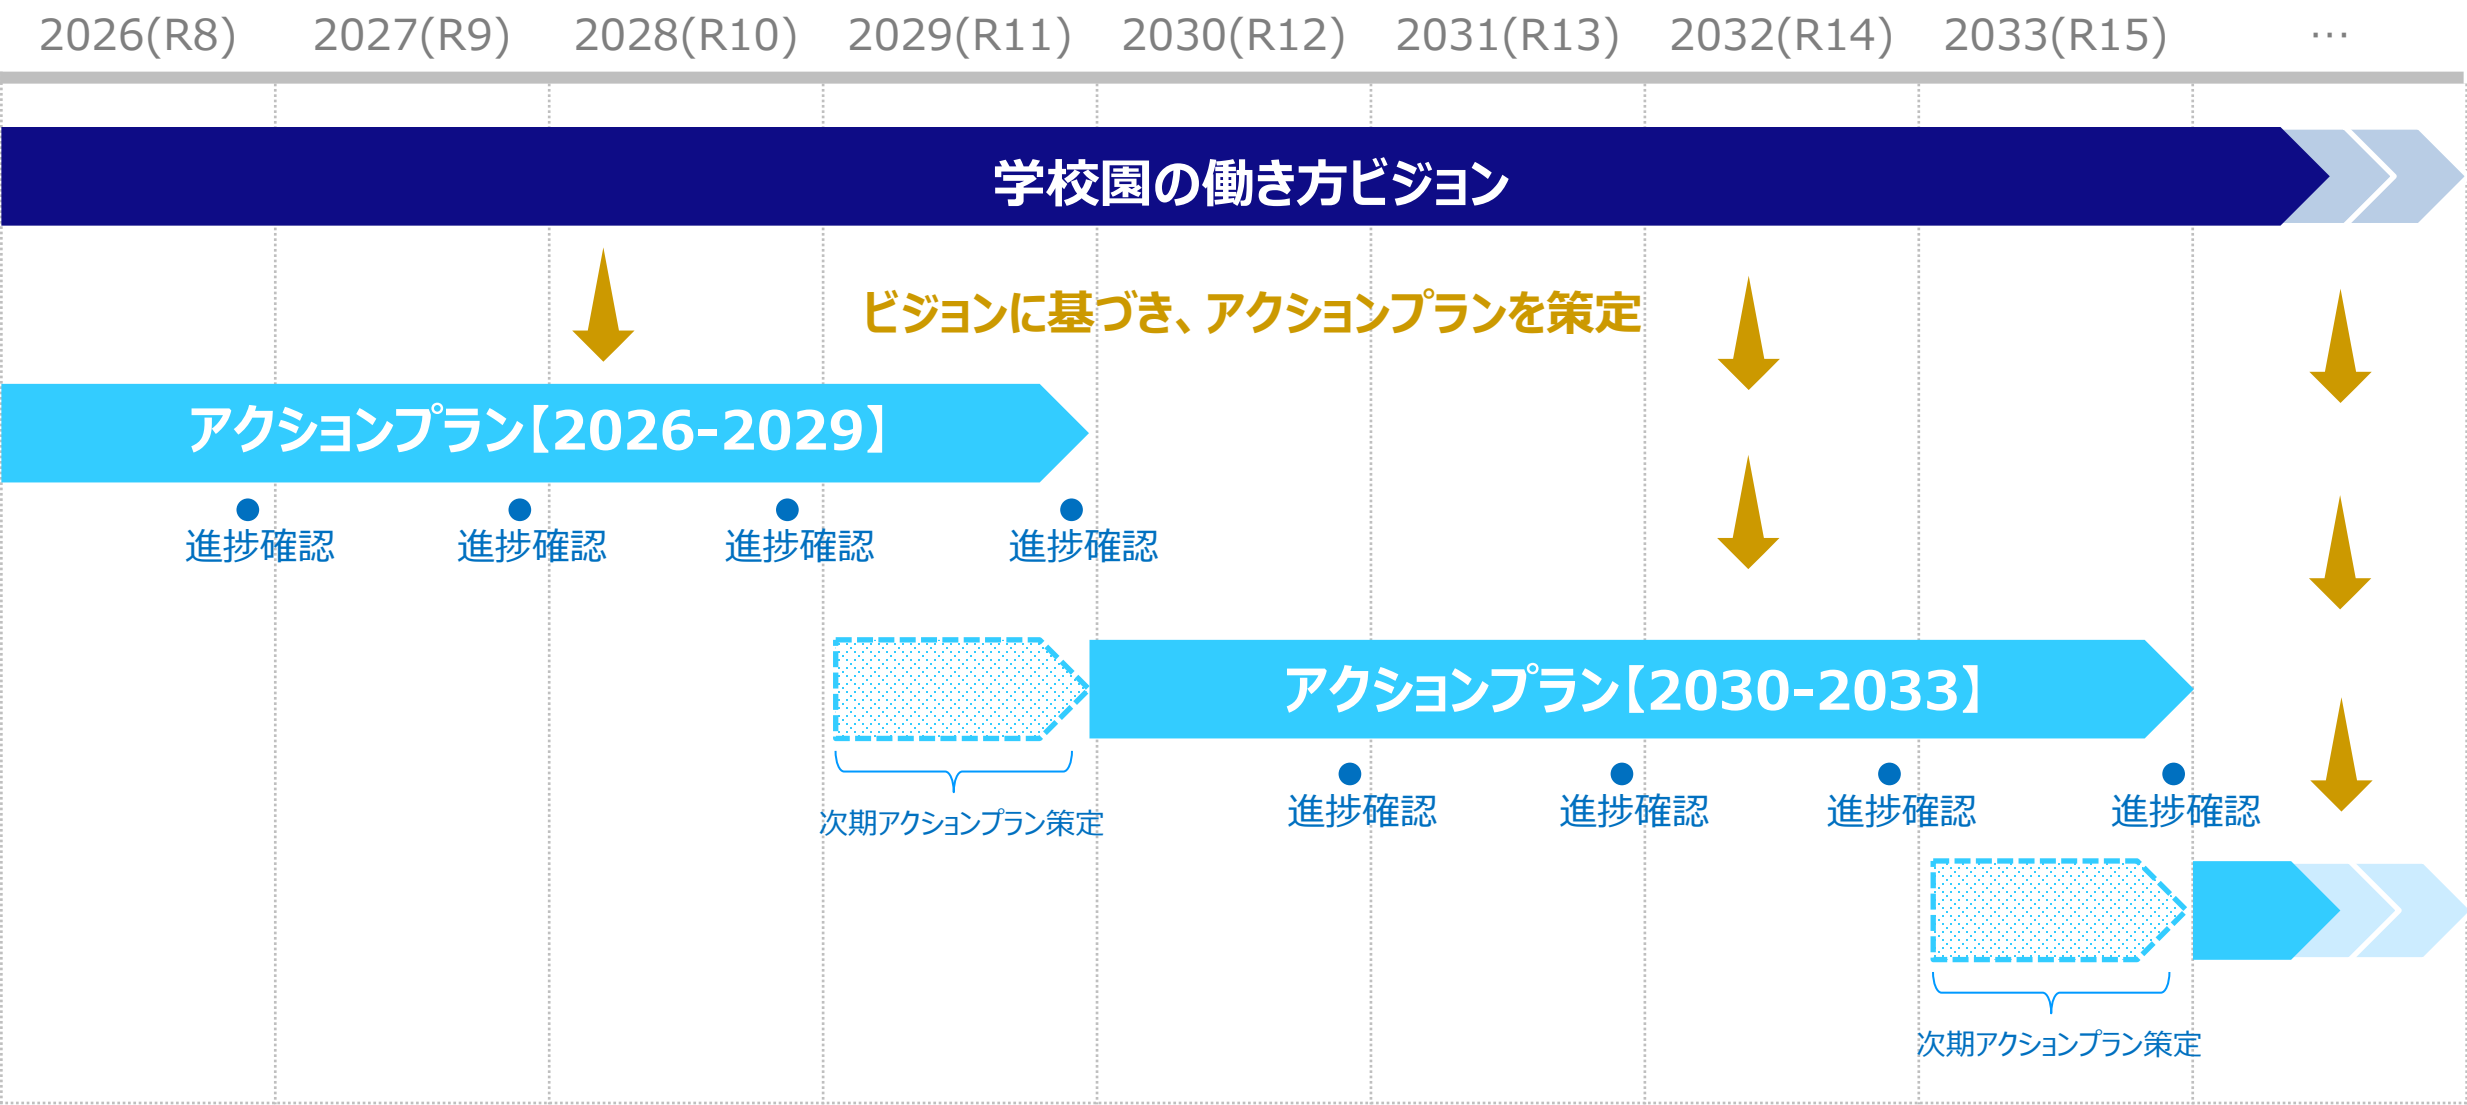 2026(R8) 2027(R9) 2028(R10) 2029(R11) 2030(R12) 2031(R13) 2032(R14) 2033(R15) …
学校園の働き方ビジョン
ビジョンに基づき、アクションプランを策定
アクションプラン【2026-2029】
進捗確認 進捗確認 進捗確認 進捗確認
アクションプラン【2030-2033】
次期アクションプラン策定
進捗確認 進捗確認 進捗確認 進捗確認
次期アクションプラン策定